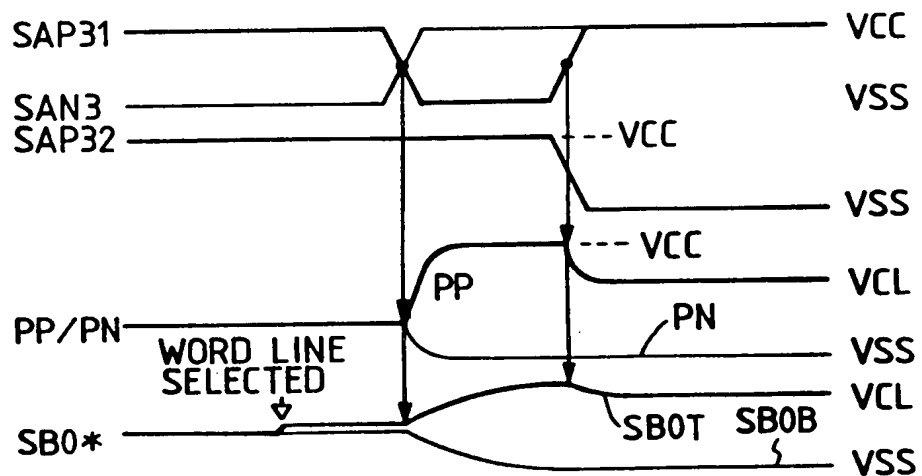 SAP31
VCC
SAN3
VSS
SAP32
VCC
VSS
VCC
PP
VCL
PP/PN
PN
WORD LINE
SELECTED
VSS
VCL
SB0T
SB0B
SB0*
VSS